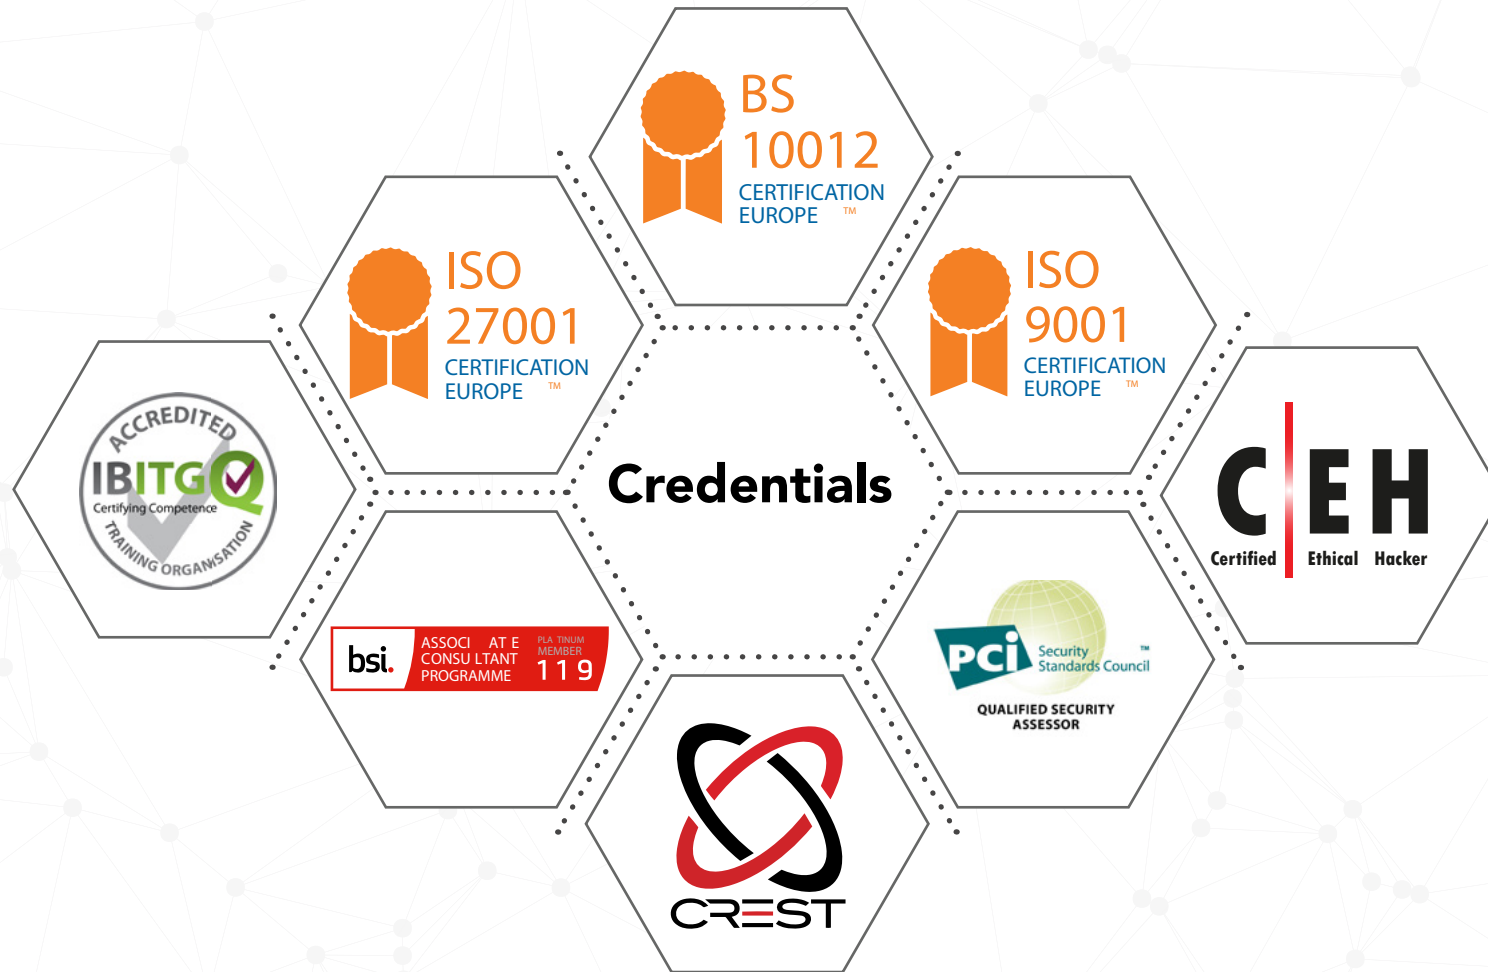 BS
10012
CERTIFICATION
EUROPE ™
ISO
27001
CERTIFICATION
EUROPE ™
ISO
9001
CERTIFICATION
EUROPE ™
ACCREDITED
IBITGQ
Certifying Competence
TRAINING ORGANISATION
Credentials
C EH
Certified Ethical Hacker
bsi.
ASSOCI AT E
CONSU LTANT
PROGRAMME
PLA TINUM
MEMBER
119
PCi
Security ™
Standards Council
QUALIFIED SECURITY
ASSESSOR
CREST